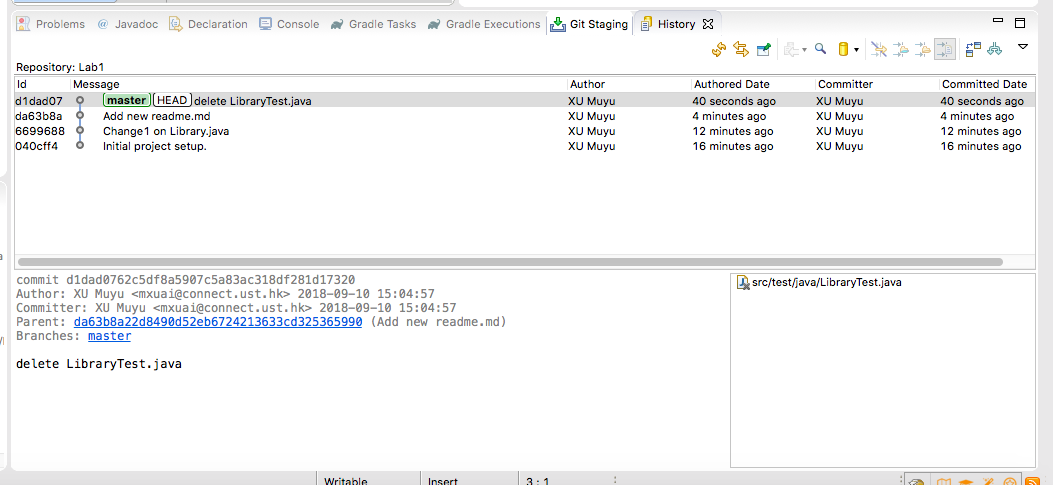 Problems @ Javadoc Declaration Console Gradle Tasks Gradle Executions Git Staging History
Repository: Lab1
Id Message Author Authored Date Committer Committed Date
d1dad07 master HEAD delete LibraryTest.java XU Muyu 40 seconds ago XU Muyu 40 seconds ago
da63b8a Add new readme.md XU Muyu 4 minutes ago XU Muyu 4 minutes ago
6699688 Change1 on Library.java XU Muyu 12 minutes ago XU Muyu 12 minutes ago
040cff4 Initial project setup. XU Muyu 16 minutes ago XU Muyu 16 minutes ago
commit d1dad0762c5df8a5907c5a83ac318df281d17320
src/test/java/LibraryTest.java
Author: XU Muyu <mxuai@connect.ust.hk> 2018-09-10 15:04:57
Committer: XU Muyu <mxuai@connect.ust.hk> 2018-09-10 15:04:57
Parent: da63b8a22d8490d52eb6724213633cd325365990 (Add new readme.md)
Branches: master
delete LibraryTest.java
Writable Insert 3 : 1